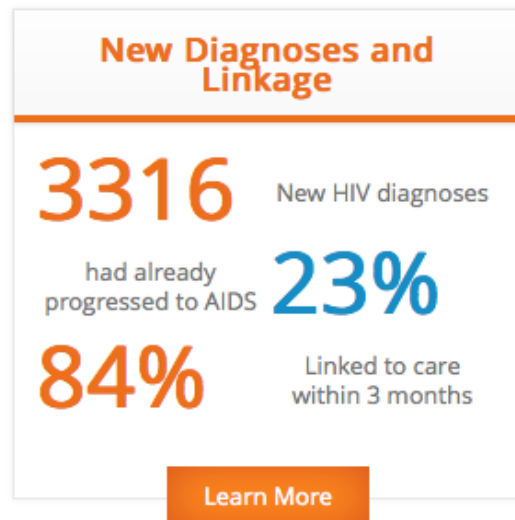 New Diagnoses and
Linkage
3316
New HIV diagnoses
had already
progressed to AIDS
23%
84%
Linked to care
within 3 months
Learn More